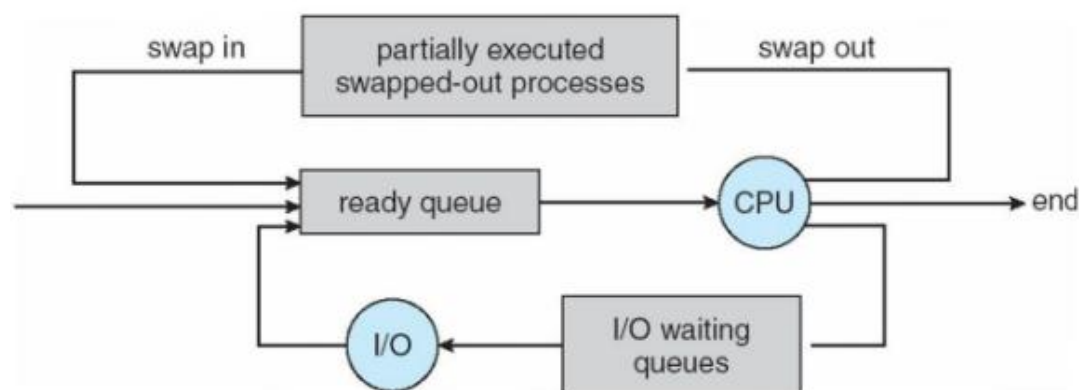 swap in
partially executed
swapped-out processes
swap out
ready queue
CPU
end
I/O
I/O waiting
queues